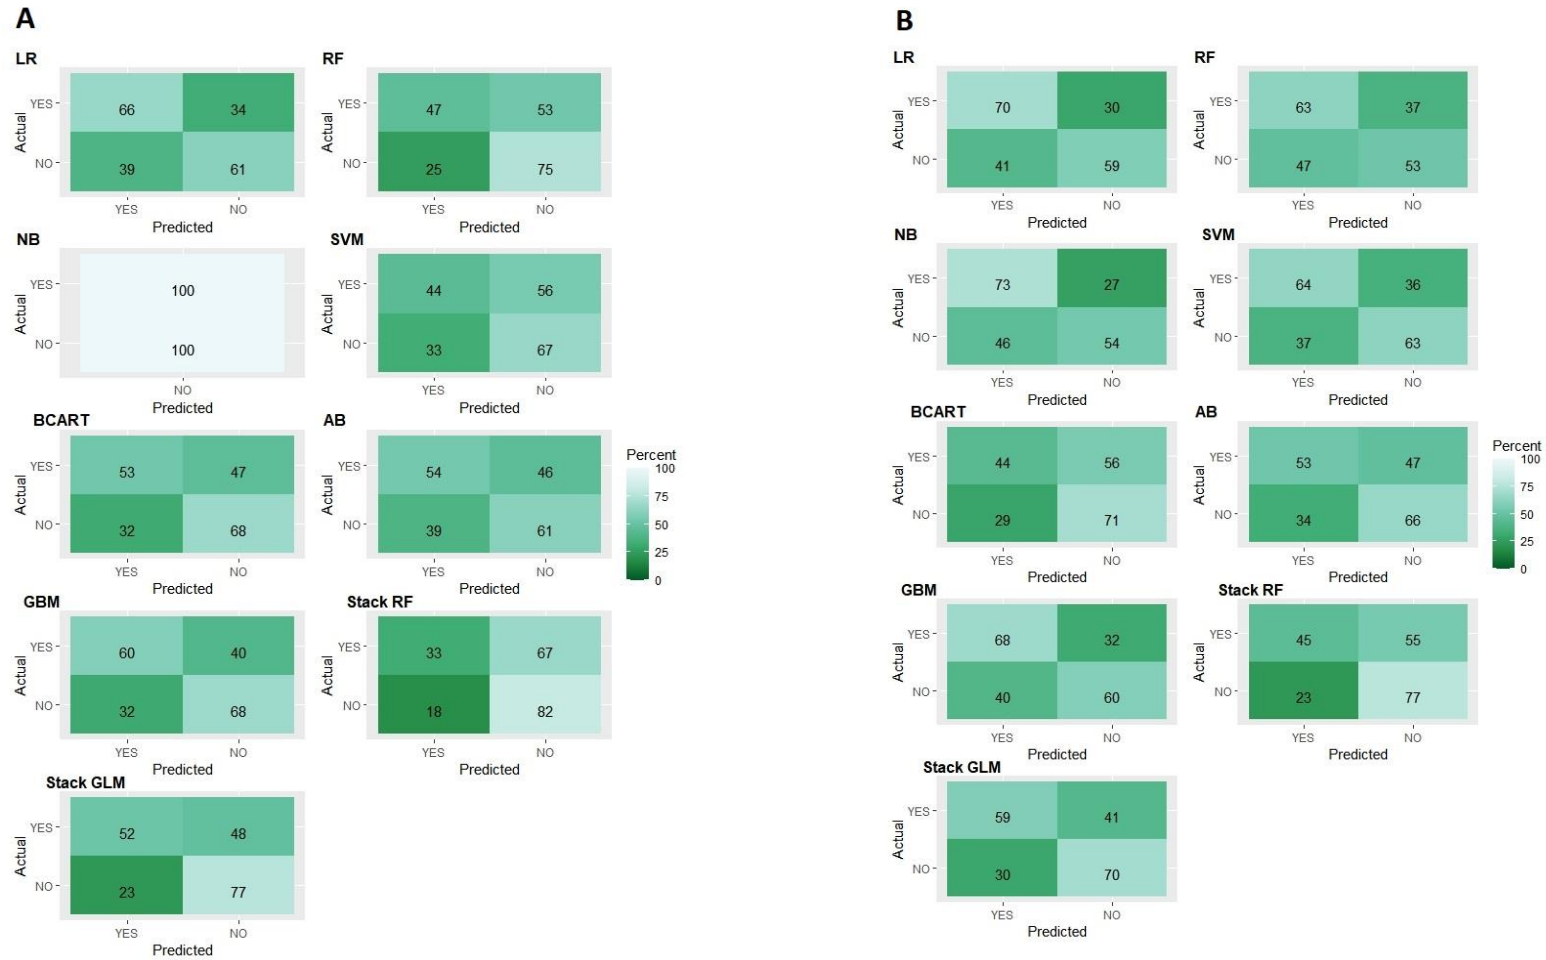 A
LR
Actual
YES
66
34
NO
39
61
YES
NO
Predicted
RF
Actual
YES
47
53
NO
25
75
YES
NO
Predicted
NB
Actual
YES
100
NO
100
NO
Predicted
SVM
Actual
YES
44
56
NO
33
67
YES
NO
Predicted
BCART
Actual
YES
53
47
NO
32
68
YES
NO
Predicted
AB
Actual
YES
54
46
NO
39
61
YES
NO
Predicted
Percent
100
75
50
25
0
GBM
Actual
YES
60
40
NO
32
68
YES
NO
Predicted
Stack RF
Actual
YES
33
67
NO
18
82
YES
NO
Predicted
Stack GLM
Actual
YES
52
48
NO
23
77
YES
NO
Predicted
B
LR
Actual
YES
70
30
NO
41
59
YES
NO
Predicted
RF
Actual
YES
63
37
NO
47
53
YES
NO
Predicted
NB
Actual
YES
73
27
NO
46
54
YES
NO
Predicted
SVM
Actual
YES
64
36
NO
37
63
YES
NO
Predicted
BCART
Actual
YES
44
56
NO
29
71
YES
NO
Predicted
AB
Actual
YES
53
47
NO
34
66
YES
NO
Predicted
Percent
100
75
50
25
0
GBM
Actual
YES
68
32
NO
40
60
YES
NO
Predicted
Stack RF
Actual
YES
45
55
NO
23
77
YES
NO
Predicted
Stack GLM
Actual
YES
59
41
NO
30
70
YES
NO
Predicted